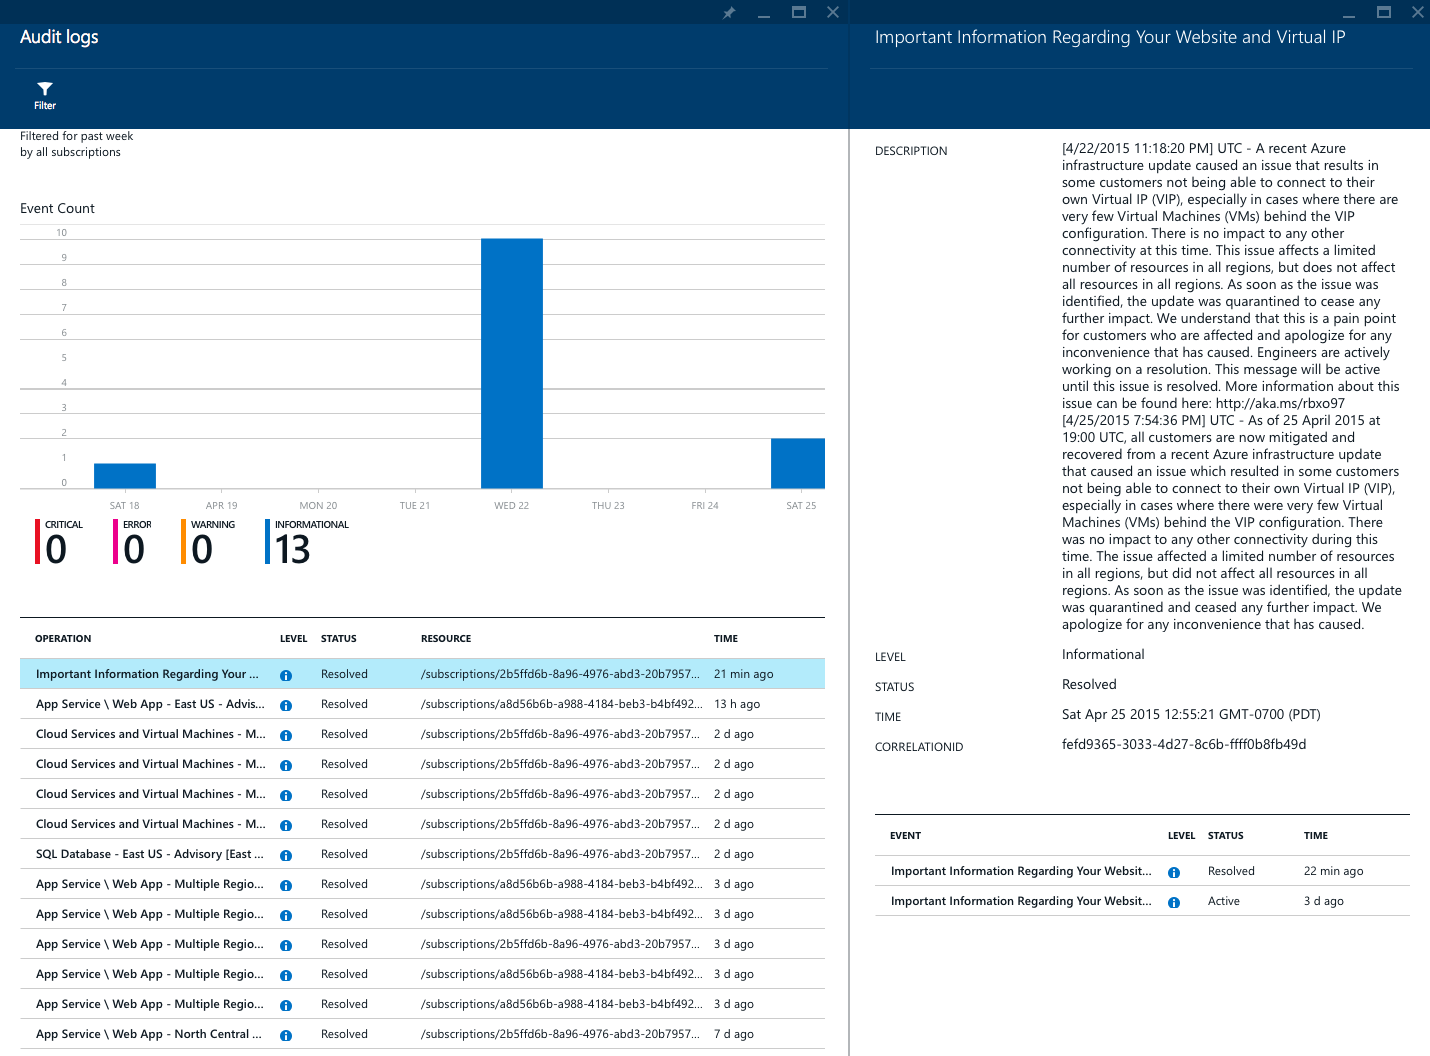 Audit logs
Filter
Filtered for past week
by all subscriptions
Event Count
10
9
8
7
6
5
4
3
2
1
0
SAT 18 APR 19 MON 20 TUE 21 WED 22 THU 23 FRI 24 SAT 25
CRITICAL ERROR WARNING INFORMATIONAL
0 0 0 13
OPERATION LEVEL STATUS RESOURCE TIME
Important Information Regarding Your ... Resolved /subscriptions/2b5ffd6b-8a96-4976-abd3-20b7957... 21 min ago
App Service \ Web App - East US - Advis... Resolved /subscriptions/a8d56b6b-a988-4184-beb3-b4bf492... 13 h ago
Cloud Services and Virtual Machines - M... Resolved /subscriptions/2b5ffd6b-8a96-4976-abd3-20b7957... 2 d ago
Cloud Services and Virtual Machines - M... Resolved /subscriptions/2b5ffd6b-8a96-4976-abd3-20b7957... 2 d ago
Cloud Services and Virtual Machines - M... Resolved /subscriptions/2b5ffd6b-8a96-4976-abd3-20b7957... 2 d ago
Cloud Services and Virtual Machines - M... Resolved /subscriptions/2b5ffd6b-8a96-4976-abd3-20b7957... 2 d ago
SQL Database - East US - Advisory [East ... Resolved /subscriptions/2b5ffd6b-8a96-4976-abd3-20b7957... 2 d ago
App Service \ Web App - Multiple Regio... Resolved /subscriptions/a8d56b6b-a988-4184-beb3-b4bf492... 3 d ago
App Service \ Web App - Multiple Regio... Resolved /subscriptions/a8d56b6b-a988-4184-beb3-b4bf492... 3 d ago
App Service \ Web App - Multiple Regio... Resolved /subscriptions/2b5ffd6b-8a96-4976-abd3-20b7957... 3 d ago
App Service \ Web App - Multiple Regio... Resolved /subscriptions/a8d56b6b-a988-4184-beb3-b4bf492... 3 d ago
App Service \ Web App - Multiple Regio... Resolved /subscriptions/a8d56b6b-a988-4184-beb3-b4bf492... 3 d ago
App Service \ Web App - North Central ... Resolved /subscriptions/2b5ffd6b-8a96-4976-abd3-20b7957... 7 d ago
Important Information Regarding Your Website and Virtual IP
DESCRIPTION
[4/22/2015 11:18:20 PM] UTC - A recent Azure
infrastructure update caused an issue that results in
some customers not being able to connect to their
own Virtual IP (VIP), especially in cases where there are
very few Virtual Machines (VMs) behind the VIP
configuration. There is no impact to any other
connectivity at this time. This issue affects a limited
number of resources in all regions, but does not affect
all resources in all regions. As soon as the issue was
identified, the update was quarantined to cease any
further impact. We understand that this is a pain point
for customers who are affected and apologize for any
inconvenience that has caused. Engineers are actively
working on a resolution. This message will be active
until this issue is resolved. More information about this
issue can be found here: http://aka.ms/rbxo97
[4/25/2015 7:54:36 PM] UTC - As of 25 April 2015 at
19:00 UTC, all customers are now mitigated and
recovered from a recent Azure infrastructure update
that caused an issue which resulted in some customers
not being able to connect to their own Virtual IP (VIP),
especially in cases where there were very few Virtual
Machines (VMs) behind the VIP configuration. There
was no impact to any other connectivity during this
time. The issue affected a limited number of resources
in all regions, but did not affect all resources in all
regions. As soon as the issue was identified, the update
was quarantined and ceased any further impact. We
apologize for any inconvenience that has caused.
LEVEL Informational
STATUS Resolved
TIME Sat Apr 25 2015 12:55:21 GMT-0700 (PDT)
CORRELATIONID fefd9365-3033-4d27-8c6b-ffff0b8fb49d
EVENT LEVEL STATUS TIME
Important Information Regarding Your Websit... Resolved 22 min ago
Important Information Regarding Your Websit... Active 3 d ago